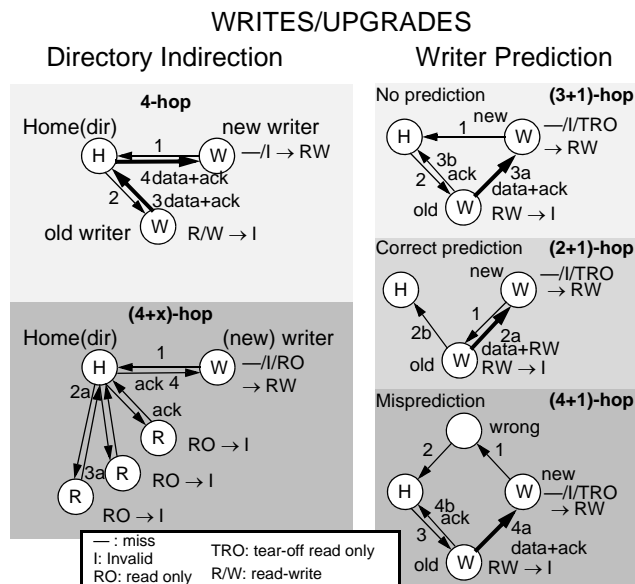 WRITES/UPGRADES
Directory Indirection
Writer Prediction
4-hop
Home(dir)
new writer
1
H
W
—/I → RW
4 data+ack
2
3 data+ack
W
old writer
R/W → I
(4+x)-hop
Home(dir)
(new) writer
1
H
W
—/I/RO
→ RW
ack 4
2a
ack
R
RO → I
3a
R
RO → I
R
RO → I
No prediction
(3+1)-hop
new
1
H
W
—/I/TRO
→ RW
3b
ack
3a
2
data+ack
old
W
RW → I
Correct prediction
(2+1)-hop
new
H
W
—/I/TRO
→ RW
1
2b
2a
data+RW
old
W
RW → I
Misprediction
(4+1)-hop
wrong
2
1
new
H
W
—/I/TRO
→ RW
4b
ack
4a
3
data+ack
old
W
RW → I
— : miss
I: Invalid
RO: read only
TRO: tear-off read only
R/W: read-write